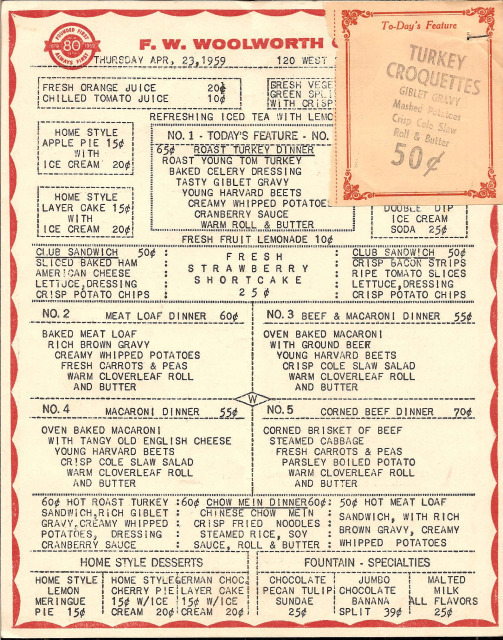 FOUNDED FIRST
80
ALWAYS FIRST
F. W. WOOLWORTH
THURSDAY APR, 23,1959 120 WEST
To-Day's Feature
TURKEY
CROQUETTES
GIBLET GRAVY
Mashed Potatoes
Crisp Cole Slaw
Roll & Butter
50¢
FRESH ORANGE JUICE 20¢
CHILLED TOMATO JUICE 10¢
FRESH VEGE
GREEN SPL
WITH CRISP
REFRESHING ICED TEA WITH LEMO
HOME STYLE
APPLE PIE 15¢
WITH
ICE CREAM 20¢
NO. 1 - TODAY'S FEATURE - NO.
65¢ ROAST TURKEY DINNER
ROAST YOUNG TOM TURKEY
BAKED CELERY DRESSING
TASTY GIBLET GRAVY
YOUNG HARVARD BEETS
CREAMY WHIPPED POTATOE
CRANBERRY SAUCE
WARM ROLL & BUTTER
HOME STYLE
LAYER CAKE 15¢
WITH
ICE CREAM 20¢
DOUBLE DIP
ICE CREAM
SODA 25¢
FRESH FRUIT LEMONADE 10¢
CLUB SANDWICH 50¢
SLICED BAKED HAM
AMERICAN CHEESE
LETTUCE,DRESSING
CRISP POTATO CHIPS
FRESH
STRAWBERRY
SHORTCAKE
25¢
CLUB SANDWICH 50¢
CRISP BACON STRIPS
RIPE TOMATO SLICES
LETTUCE,DRESSING
CRISP POTATO CHIPS
NO. 2 MEAT LOAF DINNER 60¢
BAKED MEAT LOAF
RICH BROWN GRAVY
CREAMY WHIPPED POTATOES
FRESH CARROTS & PEAS
WARM CLOVERLEAF ROLL
AND BUTTER
NO. 3 BEEF & MACARONI DINNER 55¢
OVEN BAKED MACARONI
WITH GROUND BEEF
YOUNG HARVARD BEETS
CRISP COLE SLAW SALAD
WARM CLOVERLEAF ROLL
AND BUTTER
W
NO. 4 MACARONI DINNER 55¢
OVEN BAKED MACARONI
WITH TANGY OLD ENGLISH CHEESE
YOUNG HARVARD BEETS
CRISP COLE SLAW SALAD
WARM CLOVERLEAF ROLL
AND BUTTER
NO. 5 CORNED BEEF DINNER 70¢
CORNED BRISKET OF BEEF
STEAMED CABBAGE
FRESH CARROTS & PEAS
PARSLEY BOILED POTATO
WARM CLOVERLEAF ROLL
AND BUTTER
60¢ HOT ROAST TURKEY
SANDWICH,RICH GIBLET
GRAVY,CREAMY WHIPPED
POTATOES, DRESSING
CRANBERRY SAUCE
60¢ CHOW MEIN DINNER60¢
CHINESE CHOW MEIN
CRISP FRIED NOODLES
STEAMED RICE, SOY
SAUCE, ROLL & BUTTER
50¢ HOT MEAT LOAF
SANDWICH, WITH RICH
BROWN GRAVY, CREAMY
WHIPPED POTATOES
HOME STYLE DESSERTS
HOME STYLE
LEMON
MERINGUE
PIE 15¢
HOME STYLE
CHERRY PIE
15¢ W/ICE
CREAM 20¢
GERMAN CHOC.
LAYER CAKE
15¢ W/ICE
CREAM 20¢
FOUNTAIN - SPECIALTIES
CHOCOLATE
PECAN TULIP
SUNDAE
25¢
JUMBO
CHOCOLATE
BANANA
SPLIT 39¢
MALTED
MILK
ALL FLAVORS
25¢